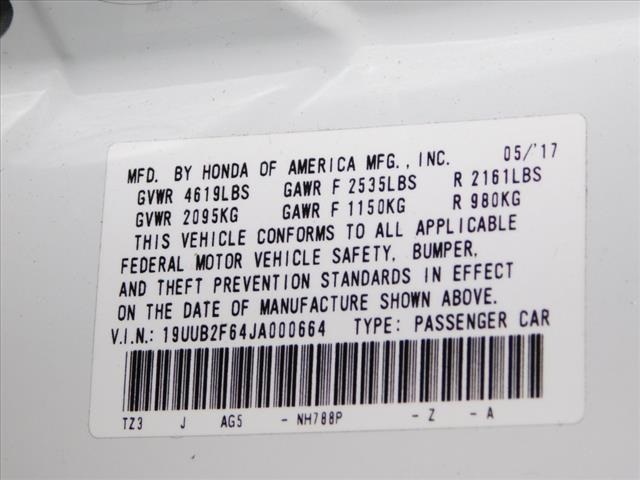 MFD. BY HONDA OF AMERICA MFG., INC. 05/'17
GVWR 4619LBS GAWR F 2535LBS R 2161LBS
GVWR 2095KG GAWR F 1150KG R 980KG
THIS VEHICLE CONFORMS TO ALL APPLICABLE
FEDERAL MOTOR VEHICLE SAFETY, BUMPER,
AND THEFT PREVENTION STANDARDS IN EFFECT
ON THE DATE OF MANUFACTURE SHOWN ABOVE.
V.I.N.: 19UUB2F64JA000664 TYPE: PASSENGER CAR
TZ3 J AG5 - NH788P - Z - A